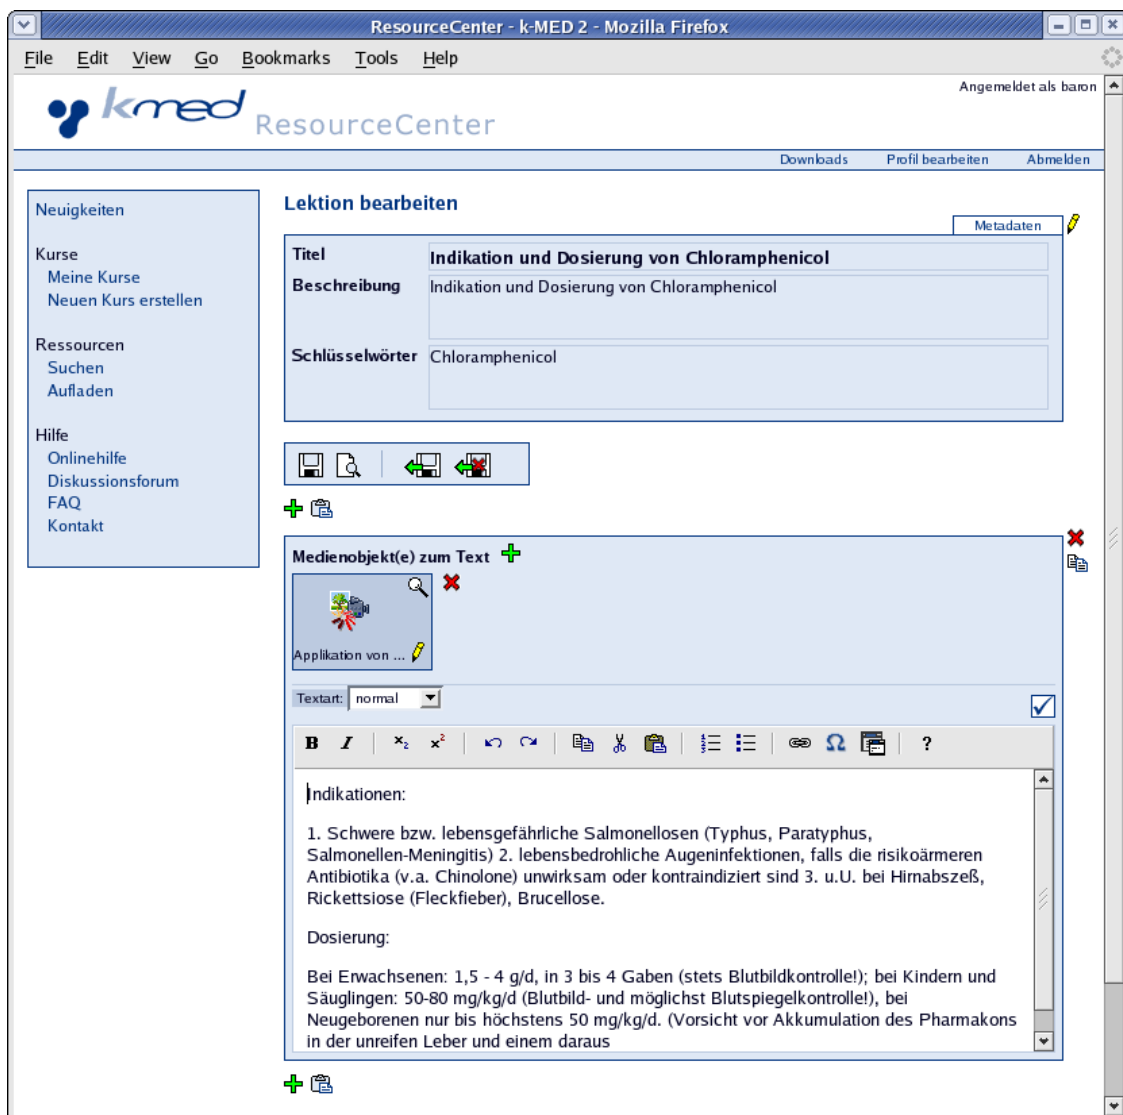 ResourceCenter - k-MED 2 - Mozilla Firefox
File Edit View Go Bookmarks Tools Help
Angemeldet als baron
kmed ResourceCenter
Downloads Profil bearbeiten Abmelden
Neuigkeiten
Kurse
Meine Kurse
Neuen Kurs erstellen
Ressourcen
Suchen
Aufladen
Hilfe
Onlinehilfe
Diskussionsforum
FAQ
Kontakt
Lektion bearbeiten
Metadaten
Titel Indikation und Dosierung von Chloramphenicol
Beschreibung Indikation und Dosierung von Chloramphenicol
Schlüsselwörter Chloramphenicol
Medienobjekt(e) zum Text
Applikation von ...
Textart: normal
B I x₂ x² Ω ?
Indikationen:
1. Schwere bzw. lebensgefährliche Salmonellosen (Typhus, Paratyphus,
Salmonellen-Meningitis) 2. lebensbedrohliche Augeninfektionen, falls die risikoärmeren
Antibiotika (v.a. Chinolone) unwirksam oder kontraindiziert sind 3. u.U. bei Hirnabszeß,
Rickettsiose (Fleckfieber), Brucellose.
Dosierung:
Bei Erwachsenen: 1,5 - 4 g/d, in 3 bis 4 Gaben (stets Blutbildkontrolle!); bei Kindern und
Säuglingen: 50-80 mg/kg/d (Blutbild- und möglichst Blutspiegelkontrolle!), bei
Neugeborenen nur bis höchstens 50 mg/kg/d. (Vorsicht vor Akkumulation des Pharmakons
in der unreifen Leber und einem daraus